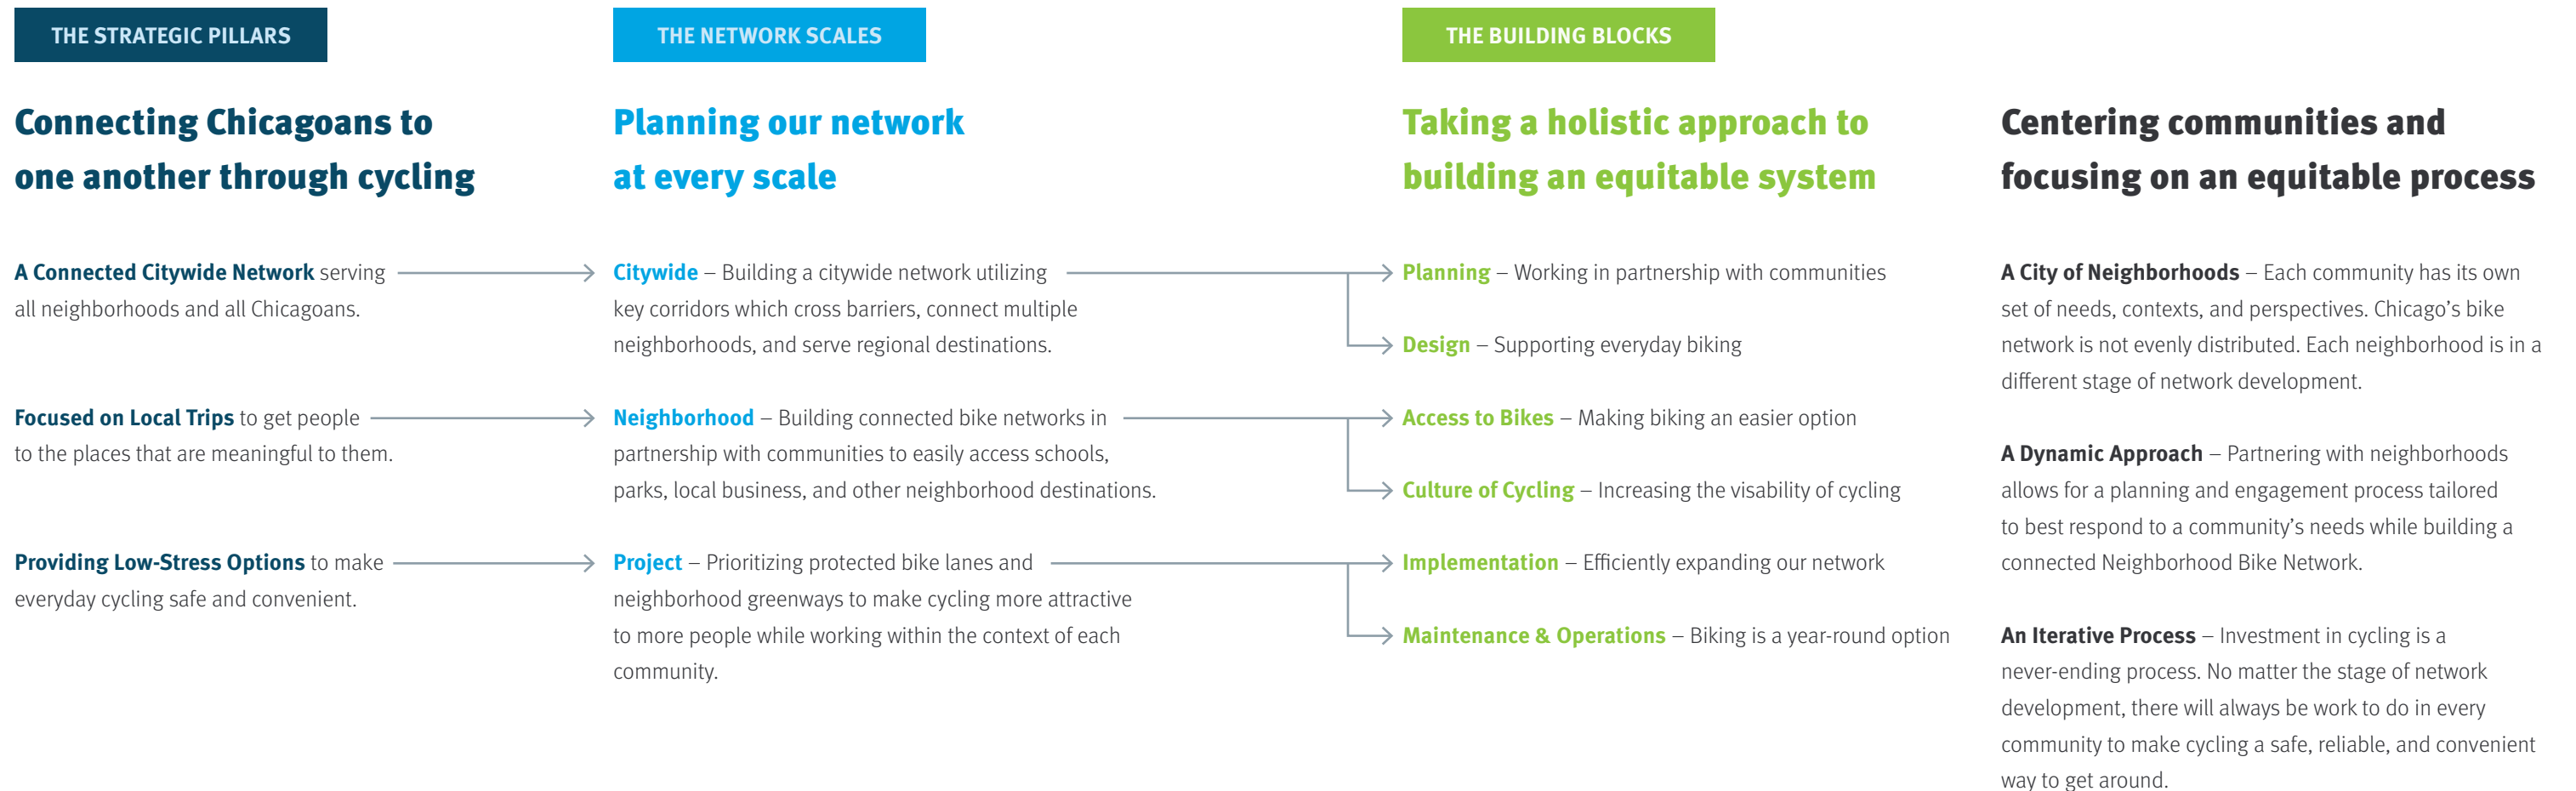 THE STRATEGIC PILLARS
Connecting Chicagoans to
one another through cycling
A Connected Citywide Network serving
all neighborhoods and all Chicagoans.
Focused on Local Trips to get people
to the places that are meaningful to them.
Providing Low-Stress Options to make
everyday cycling safe and convenient.
THE NETWORK SCALES
Planning our network
at every scale
Citywide – Building a citywide network utilizing
key corridors which cross barriers, connect multiple
neighborhoods, and serve regional destinations.
Neighborhood – Building connected bike networks in
partnership with communities to easily access schools,
parks, local business, and other neighborhood destinations.
Project – Prioritizing protected bike lanes and
neighborhood greenways to make cycling more attractive
to more people while working within the context of each
community.
THE BUILDING BLOCKS
Taking a holistic approach to
building an equitable system
Planning – Working in partnership with communities
Design – Supporting everyday biking
Access to Bikes – Making biking an easier option
Culture of Cycling – Increasing the visability of cycling
Implementation – Efficiently expanding our network
Maintenance & Operations – Biking is a year-round option
Centering communities and
focusing on an equitable process
A City of Neighborhoods – Each community has its own
set of needs, contexts, and perspectives. Chicago’s bike
network is not evenly distributed. Each neighborhood is in a
different stage of network development.
A Dynamic Approach – Partnering with neighborhoods
allows for a planning and engagement process tailored
to best respond to a community’s needs while building a
connected Neighborhood Bike Network.
An Iterative Process – Investment in cycling is a
never-ending process. No matter the stage of network
development, there will always be work to do in every
community to make cycling a safe, reliable, and convenient
way to get around.